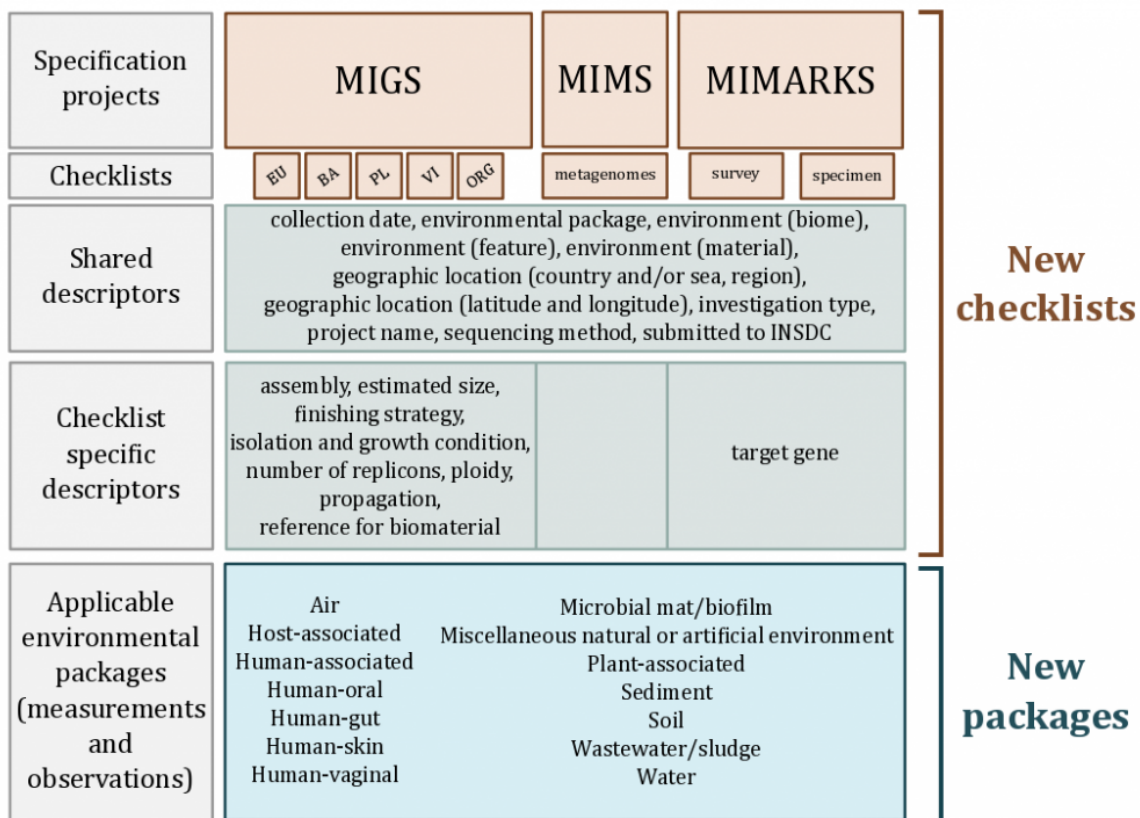 Specification
projects
MIGS
MIMS
MIMARKS
Checklists
EU
BA
PL
VI
ORG
metagenomes
survey
specimen
Shared
descriptors
collection date, environmental package, environment (biome),
environment (feature), environment (material),
geographic location (country and/or sea, region),
geographic location (latitude and longitude), investigation type,
project name, sequencing method, submitted to INSDC
New
checklists
Checklist
specific
descriptors
assembly, estimated size,
finishing strategy,
isolation and growth condition,
number of replicons, ploidy,
propagation,
reference for biomaterial
target gene
Applicable
environmental
packages
(measurements
and
observations)
Air
Host-associated
Human-associated
Human-oral
Human-gut
Human-skin
Human-vaginal
Microbial mat/biofilm
Miscellaneous natural or artificial environment
Plant-associated
Sediment
Soil
Wastewater/sludge
Water
New
packages